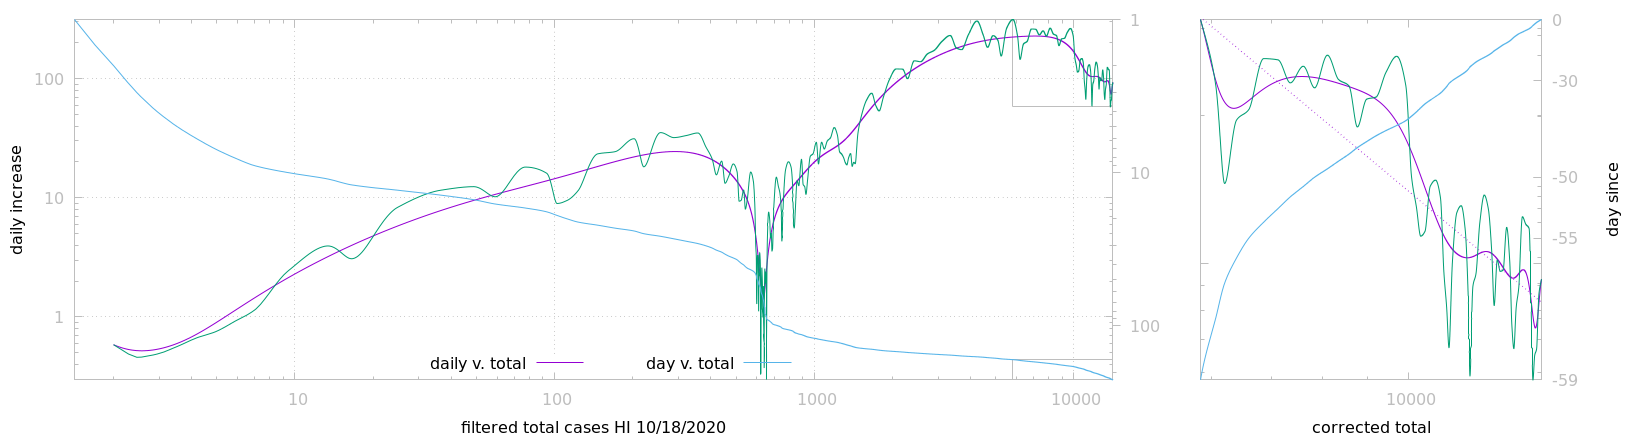 daily increase
100
10
1
1
10
100
daily v. total
day v. total
10
100
1000
10000
filtered total cases HI 10/18/2020
0
-30
-50
-55
-59
day since
10000
corrected total